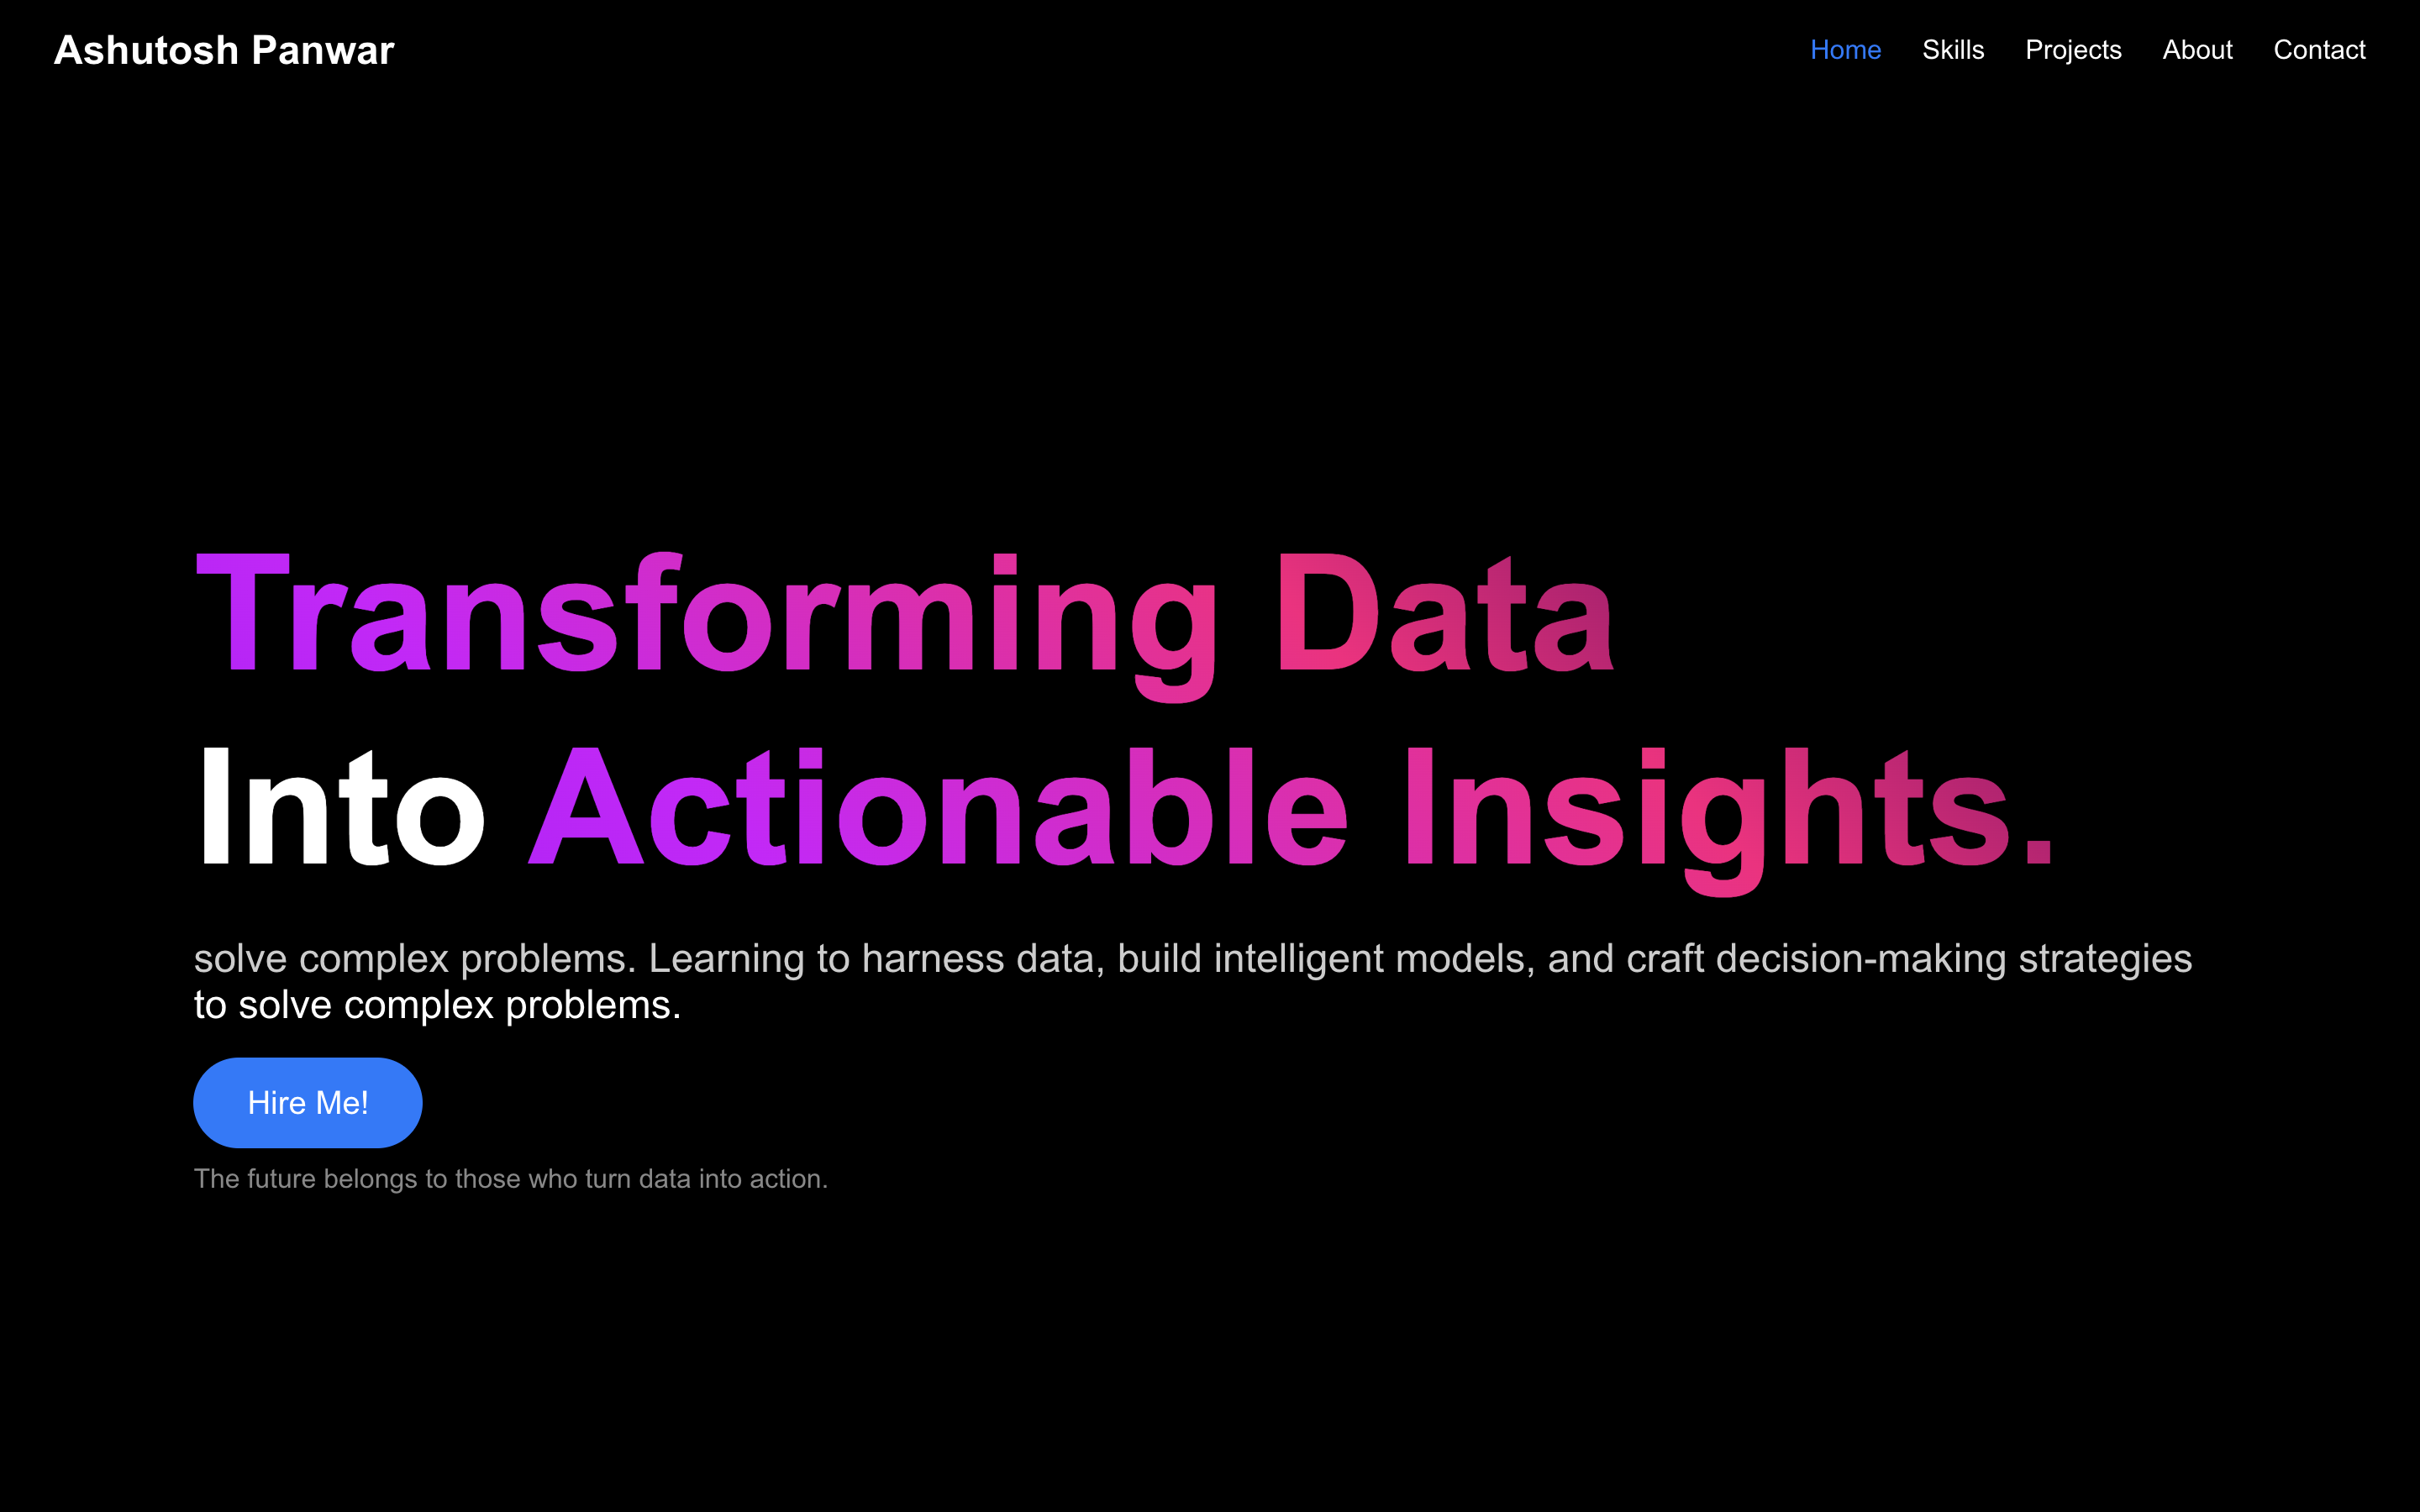 Ashutosh Panwar
Home Skills Projects About Contact
Transforming Data
Into Actionable Insights.
solve complex problems. Learning to harness data, build intelligent models, and craft decision-making strategies
to solve complex problems.
Hire Me!
The future belongs to those who turn data into action.